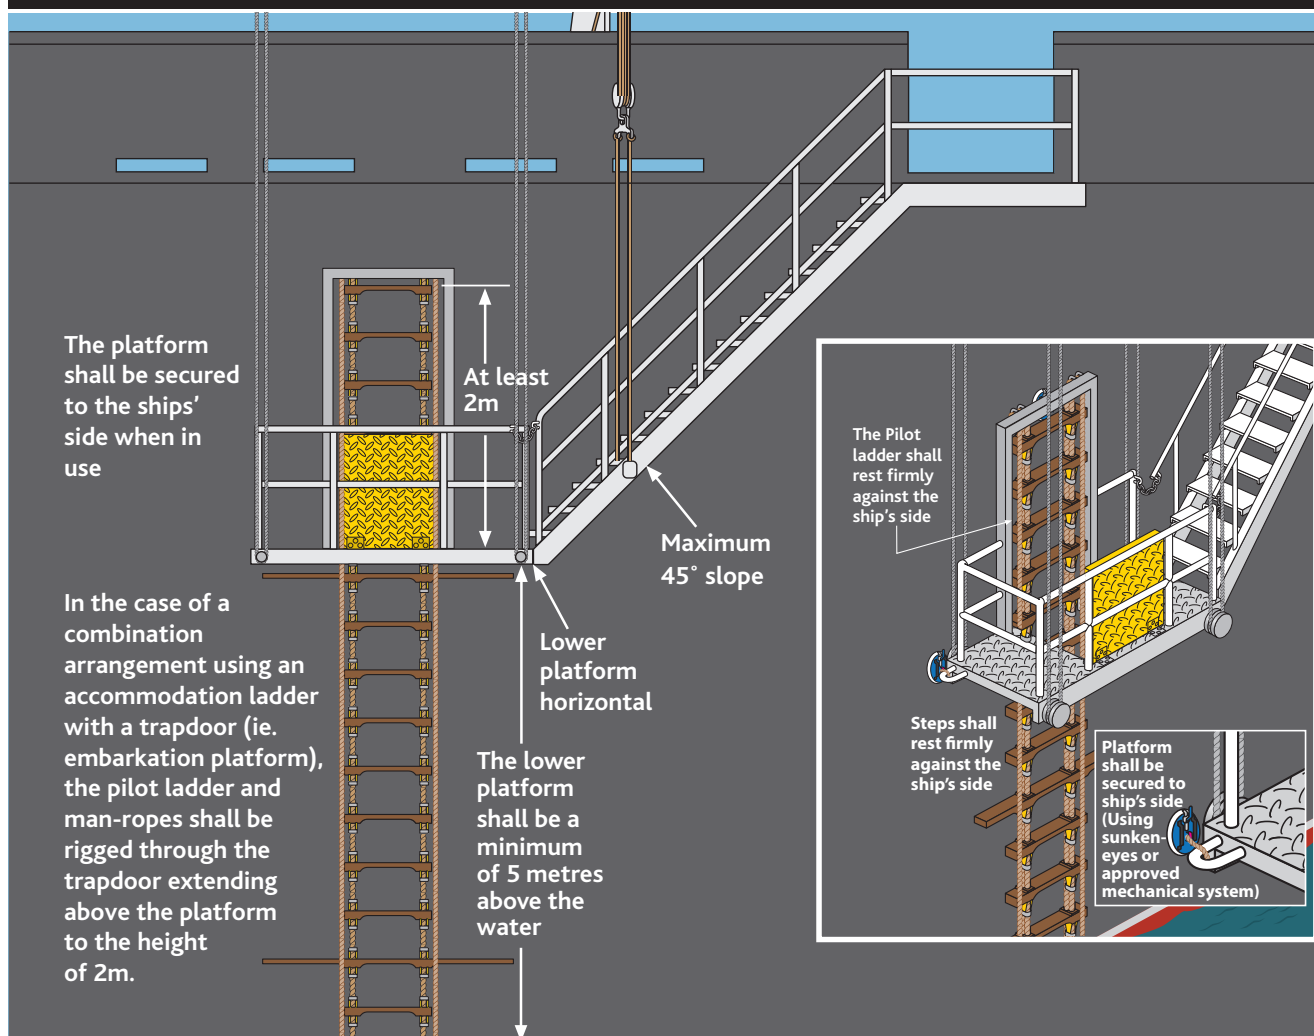 The platform
shall be secured
to the ships'
side when in
use
At least
2m
Maximum
45° slope
In the case of a
combination
arrangement using an
accommodation ladder
with a trapdoor (ie.
embarkation platform),
the pilot ladder and
man-ropes shall be
rigged through the
trapdoor extending
above the platform
to the height
of 2m.
Lower
platform
horizontal
The lower
platform
shall be a
minimum
of 5 metres
above the
water
The Pilot
ladder shall
rest firmly
against the
ship's side
Steps shall
rest firmly
against the
ship's side
Platform
shall be
secured to
ship's side
(Using
sunken-
eyes or
approved
mechanical system)